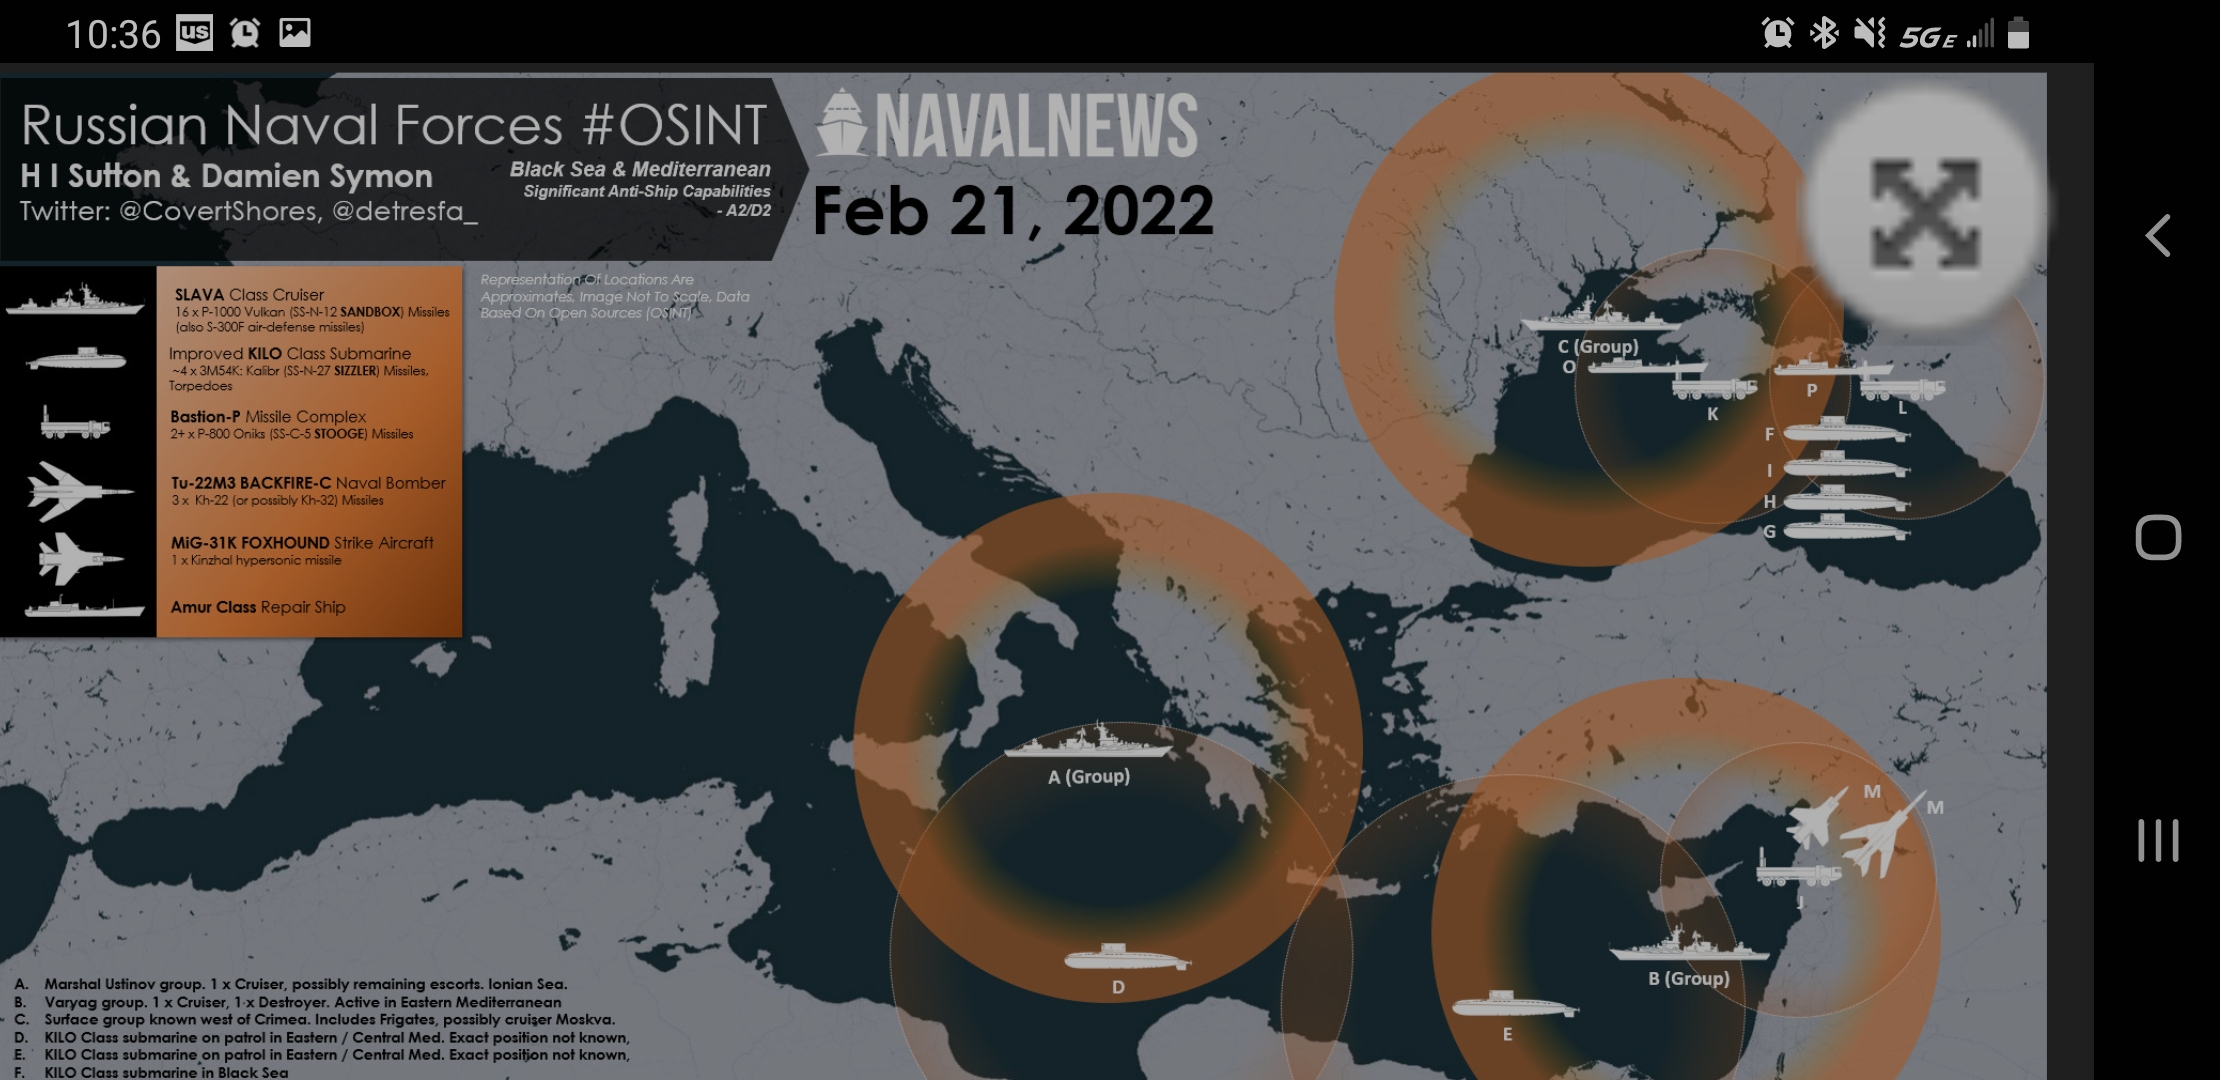 10:36
us
5GE
Russian Naval Forces #OSINT
H I Sutton & Damien Symon
Twitter: @CovertShores, @detresfa_
Black Sea & Mediterranean
Significant Anti-Ship Capabilities
- A2/D2
NAVALNEWS
Feb 21, 2022
Representation Of Locations Are
Approximates, Image Not To Scale, Data
Based On Open Sources (OSINT)
SLAVA Class Cruiser
16 x P-1000 Vulkan (SS-N-12 SANDBOX) Missiles
(also S-300F air-defense missiles)
Improved KILO Class Submarine
~4 x 3M54K: Kalibr (SS-N-27 SIZZLER) Missiles,
Torpedoes
Bastion-P Missile Complex
2+ x P-800 Oniks (SS-C-5 STOOGE) Missiles
Tu-22M3 BACKFIRE-C Naval Bomber
3 x Kh-22 (or possibly Kh-32) Missiles
MiG-31K FOXHOUND Strike Aircraft
1 x Kinzhal hypersonic missile
Amur Class Repair Ship
C (Group)
O
K
P
L
F
I
H
G
A (Group)
D
M
M
J
B (Group)
E
A. Marshal Ustinov group. 1 x Cruiser, possibly remaining escorts. Ionian Sea.
B. Varyag group. 1 x Cruiser, 1 x Destroyer. Active in Eastern Mediterranean
C. Surface group known west of Crimea. Includes Frigates, possibly cruiser Moskva.
D. KILO Class submarine on patrol in Eastern / Central Med. Exact position not known,
E. KILO Class submarine on patrol in Eastern / Central Med. Exact position not known,
F. KILO Class submarine in Black Sea